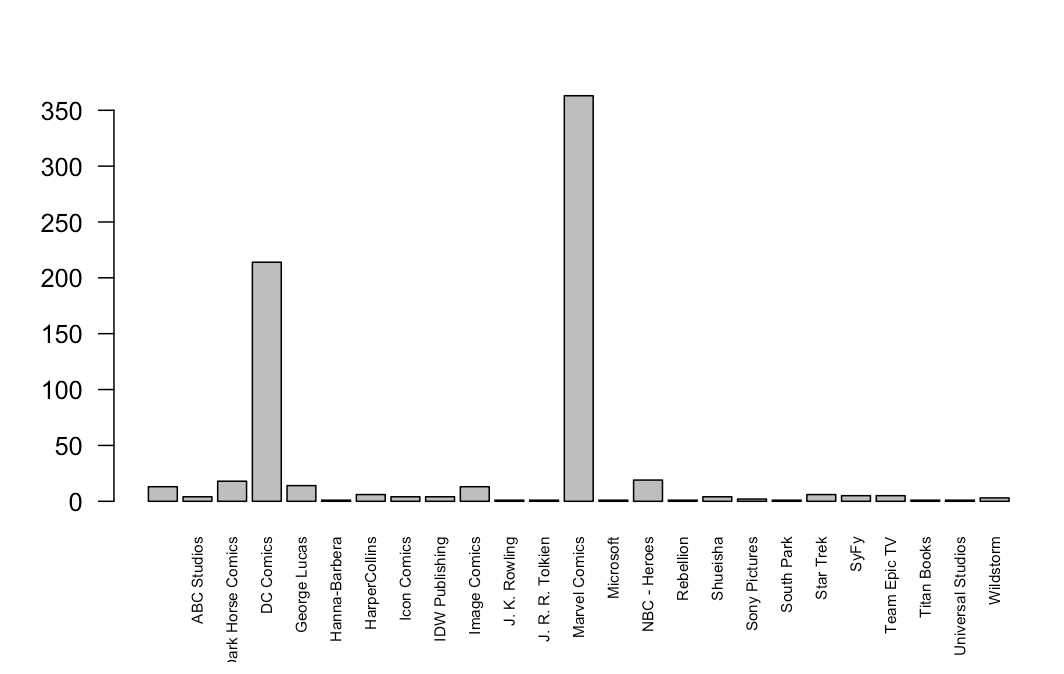 350
300
250
200
150
100
50
0
ABC Studios
Dark Horse Comics
DC Comics
George Lucas
Hanna-Barbera
HarperCollins
Icon Comics
IDW Publishing
Image Comics
J. K. Rowling
J. R. R. Tolkien
Marvel Comics
Microsoft
NBC - Heroes
Rebellion
Shueisha
Sony Pictures
South Park
Star Trek
SyFy
Team Epic TV
Titan Books
Universal Studios
Wildstorm